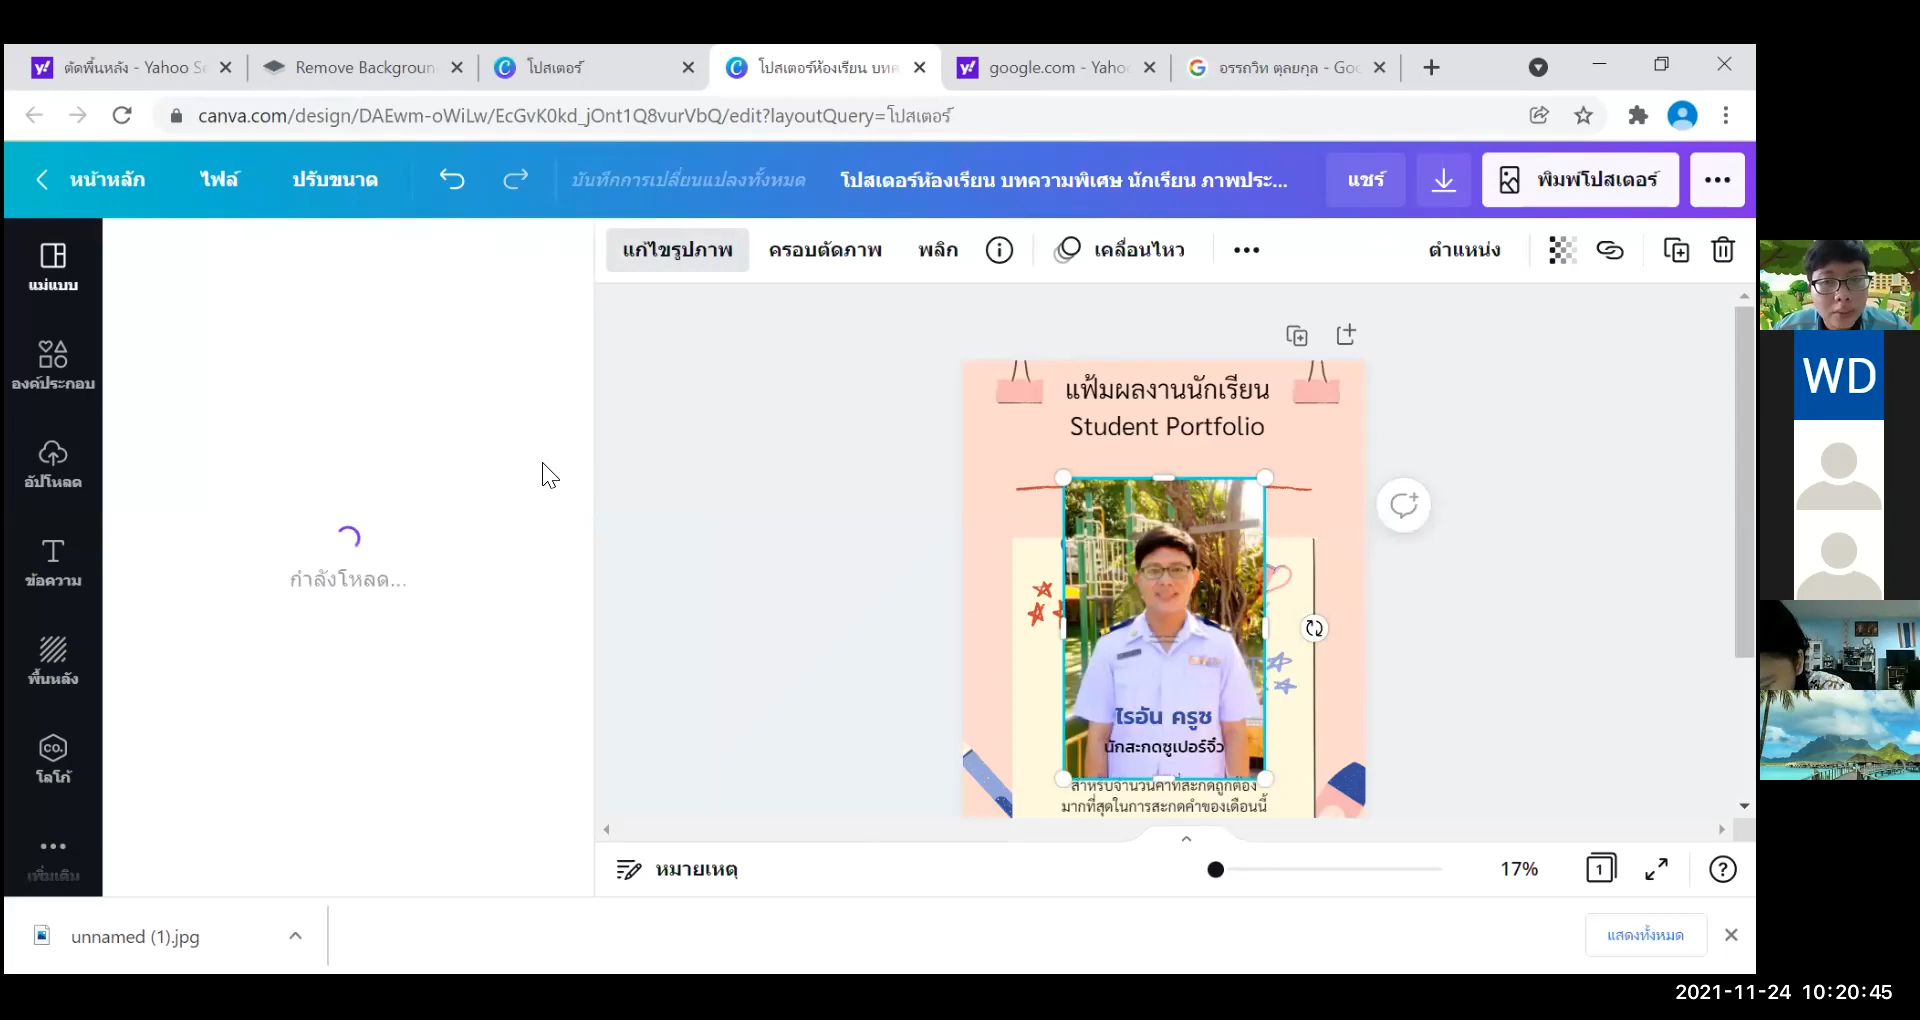 ตัดพื้นหลัง - Yahoo Se
Remove Backgroun
โปสเตอร์
โปสเตอร์ห้องเรียน บทค
google.com - Yaho
อรรถวิท ตุลยกุล - Goo
canva.com/design/DAEwm-oWiLw/EcGvK0kd_jOnt1Q8vurVbQ/edit?layoutQuery=โปสเตอร์
หน้าหลัก
ไฟล์
ปรับขนาด
บันทึกการเปลี่ยนแปลงทั้งหมด
โปสเตอร์ห้องเรียน บทความพิเศษ นักเรียน ภาพประ...
แชร์
พิมพ์โปสเตอร์
แม่แบบ
องค์ประกอบ
อัปโหลด
ข้อความ
พื้นหลัง
CO.
โลโก้
เพิ่มเติม
กำลังโหลด...
แก้ไขรูปภาพ
ครอบตัดภาพ
พลิก
เคลื่อนไหว
ตำแหน่ง
แฟ้มผลงานนักเรียน
Student Portfolio
ไรอัน ครูซ
นักสะกดซูเปอร์จิ๋ว
สำหรับจำนวนคำที่สะกดถูกต้อง
มากที่สุดในการสะกดคำของเดือนนี้
หมายเหตุ
17%
1
unnamed (1).jpg
แสดงทั้งหมด
WD
2021-11-24 10:20:45